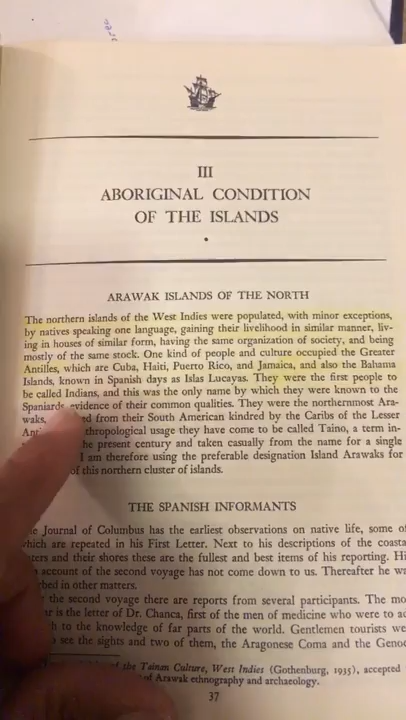 III
ABORIGINAL CONDITION
OF THE ISLANDS
ARAWAK ISLANDS OF THE NORTH
The northern islands of the West Indies were populated, with minor exceptions,
by natives speaking one language, gaining their livelihood in similar manner, liv-
ing in houses of similar form, having the same organization of society, and being
mostly of the same stock. One kind of people and culture occupied the Greater
Antilles, which are Cuba, Haiti, Puerto Rico, and Jamaica, and also the Bahama
Islands, known in Spanish days as Islas Lucayas. They were the first people to
be called Indians, and this was the only name by which they were known to the
Spaniards, evidence of their common qualities. They were the northernmost Ara-
waks, from their South American kindred by the Caribs of the Lesser
thropological usage they have come to be called Taino, a term in-
he present century and taken casually from the name for a single
I am therefore using the preferable designation Island Arawaks for
of this northern cluster of islands.
THE SPANISH INFORMANTS
Journal of Columbus has the earliest observations on native life, some of
which are repeated in his First Letter. Next to his descriptions of the coasta
and their shores these are the fullest and best items of his reporting. Hi
account of the second voyage has not come down to us. Thereafter he wa
in other matters.
the second voyage there are reports from several participants. The mo
is the letter of Dr. Chanca, first of the men of medicine who were to ad
to the knowledge of far parts of the world. Gentlemen tourists we
see the sights and two of them, the Aragonese Coma and the Genoe
of the Tainan Culture, West Indies (Gothenburg, 1935), accepted
of Arawak ethnography and archaeology.
37